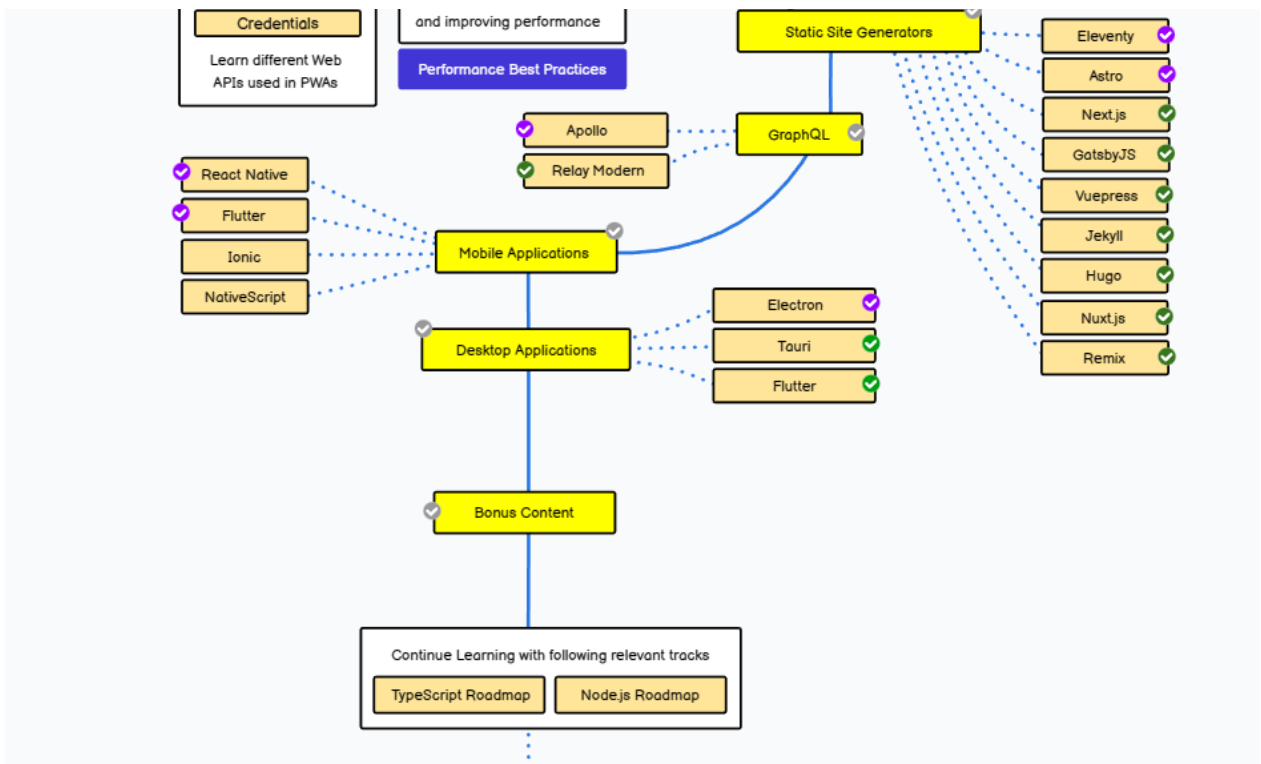 Credentials
Learn different Web
APIs used in PWAs
and improving performance
Performance Best Practices
Static Site Generators
Eleventy
Astro
Next.js
GatsbyJS
Vuepress
Jekyll
Hugo
Nuxt.js
Remix
GraphQL
Apollo
Relay Modern
React Native
Flutter
Ionic
NativeScript
Mobile Applications
Electron
Tauri
Flutter
Desktop Applications
Bonus Content
Continue Learning with following relevant tracks
TypeScript Roadmap
Node.js Roadmap